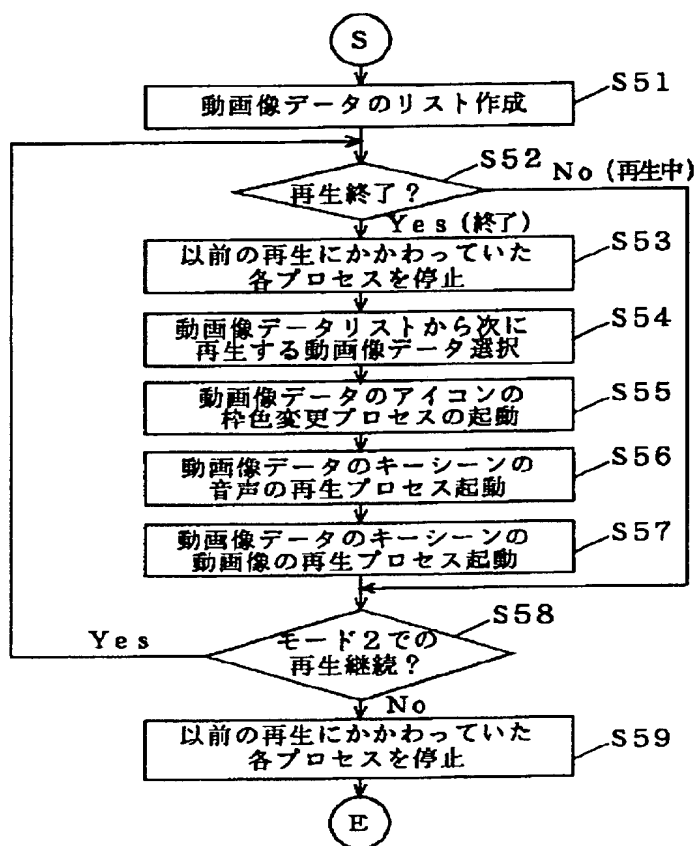 S
S51
動画像データのリスト作成
S52
No(再生中)
再生終了?
Yes(終了)
S53
以前の再生にかかわっていた
各プロセスを停止
S54
動画像データリストから次に
再生する動画像データ選択
S55
動画像データのアイコンの
枠色変更プロセスの起動
S56
動画像データのキーシーンの
音声の再生プロセス起動
S57
動画像データのキーシーンの
動画像の再生プロセス起動
S58
Yes
モード2での
再生継続?
No
S59
以前の再生にかかわっていた
各プロセスを停止
E